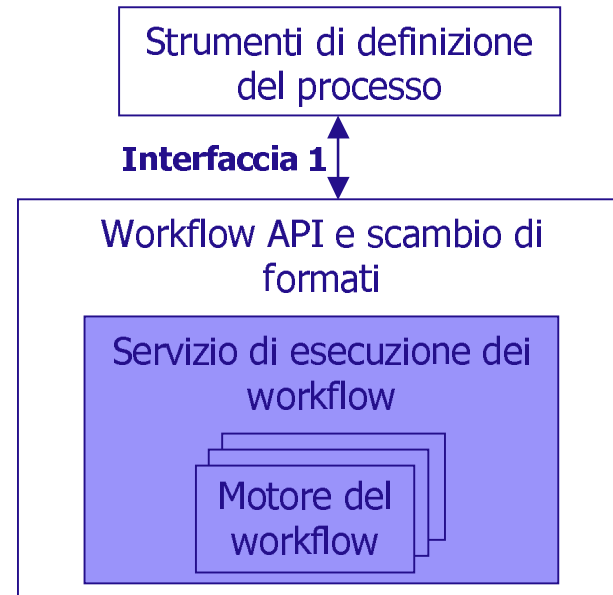 Strumenti di definizione
del processo
Interfaccia 1
Workflow API e scambio di
formati
Servizio di esecuzione dei
workflow
Motore del
workflow